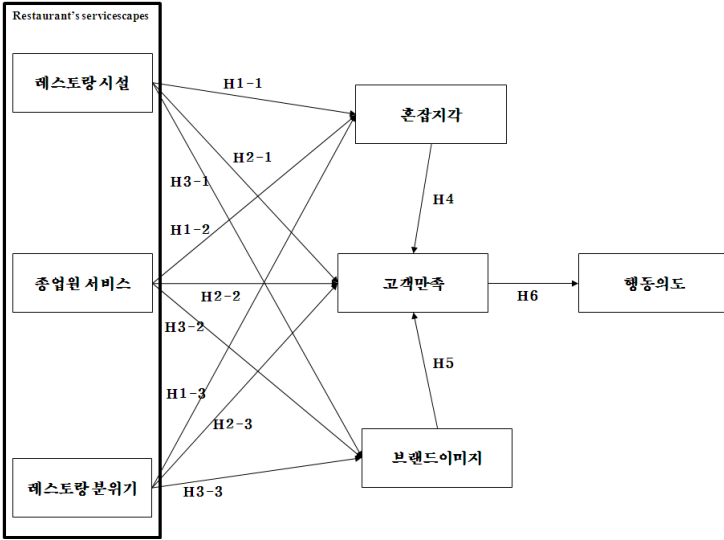 Restaurant's servicescapes
레스토랑 시설
H1-1
혼잡지각
H2-1
H3-1
H4
H1-2
종업원 서비스
고객만족
행동의도
H2-2
H6
H3-2
H5
H1-3
H2-3
브랜드이미지
레스토랑 분위기
H3-3